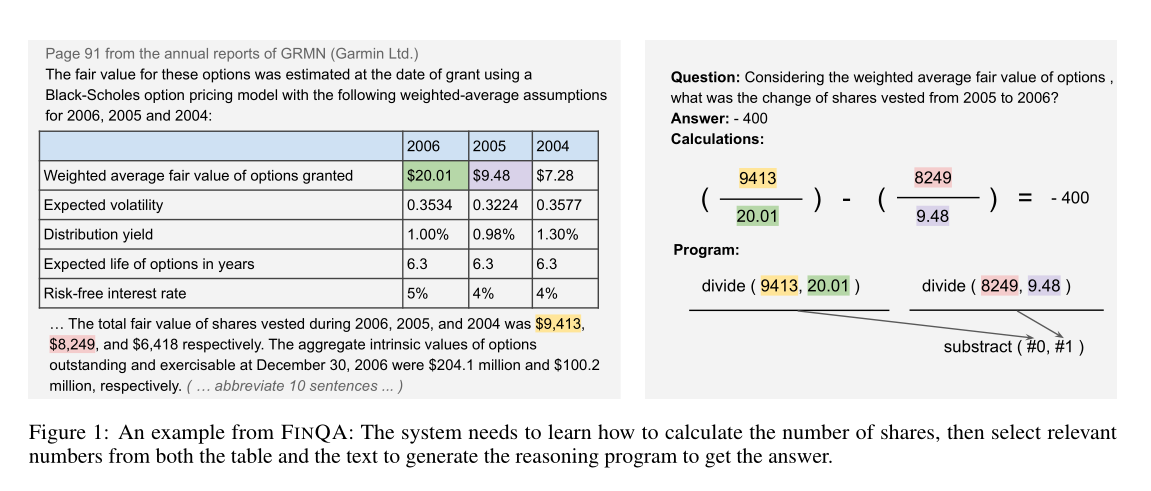 Page 91 from the annual reports of GRMN (Garmin Ltd.)
The fair value for these options was estimated at the date of grant using a
Black-Scholes option pricing model with the following weighted-average assumptions
for 2006, 2005 and 2004:
2006 2005 2004
Weighted average fair value of options granted $20.01 $9.48 $7.28
Expected volatility 0.3534 0.3224 0.3577
Distribution yield 1.00% 0.98% 1.30%
Expected life of options in years 6.3 6.3 6.3
Risk-free interest rate 5% 4% 4%
… The total fair value of shares vested during 2006, 2005, and 2004 was $9,413,
$8,249, and $6,418 respectively. The aggregate intrinsic values of options
outstanding and exercisable at December 30, 2006 were $204.1 million and $100.2
million, respectively. ( … abbreviate 10 sentences ... )
Question: Considering the weighted average fair value of options ,
what was the change of shares vested from 2005 to 2006?
Answer: - 400
Calculations:
( 9413 / 20.01 ) - ( 8249 / 9.48 ) = - 400
Program:
divide ( 9413, 20.01 ) divide ( 8249, 9.48 )
substract ( #0, #1 )
Figure 1: An example from FINQA: The system needs to learn how to calculate the number of shares, then select relevant
numbers from both the table and the text to generate the reasoning program to get the answer.